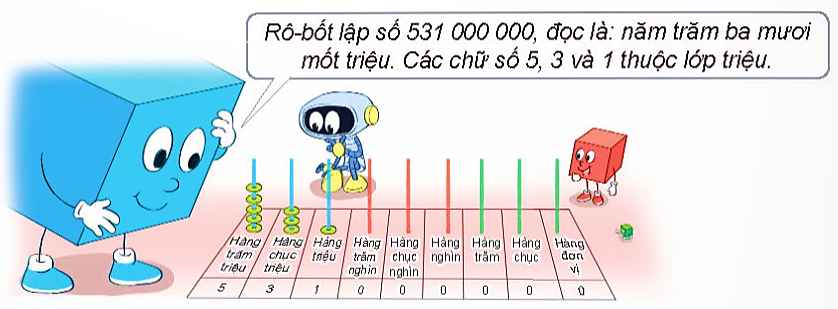 Rô-bốt lập số 531 000 000, đọc là: năm trăm ba mươi
mốt triệu. Các chữ số 5, 3 và 1 thuộc lớp triệu.
Hàng trăm triệu
Hàng chục triệu
Hàng triệu
Hàng trăm nghìn
Hàng chục nghìn
Hàng nghìn
Hàng trăm
Hàng chục
Hàng đơn vị
5 3 1 0 0 0 0 0 0